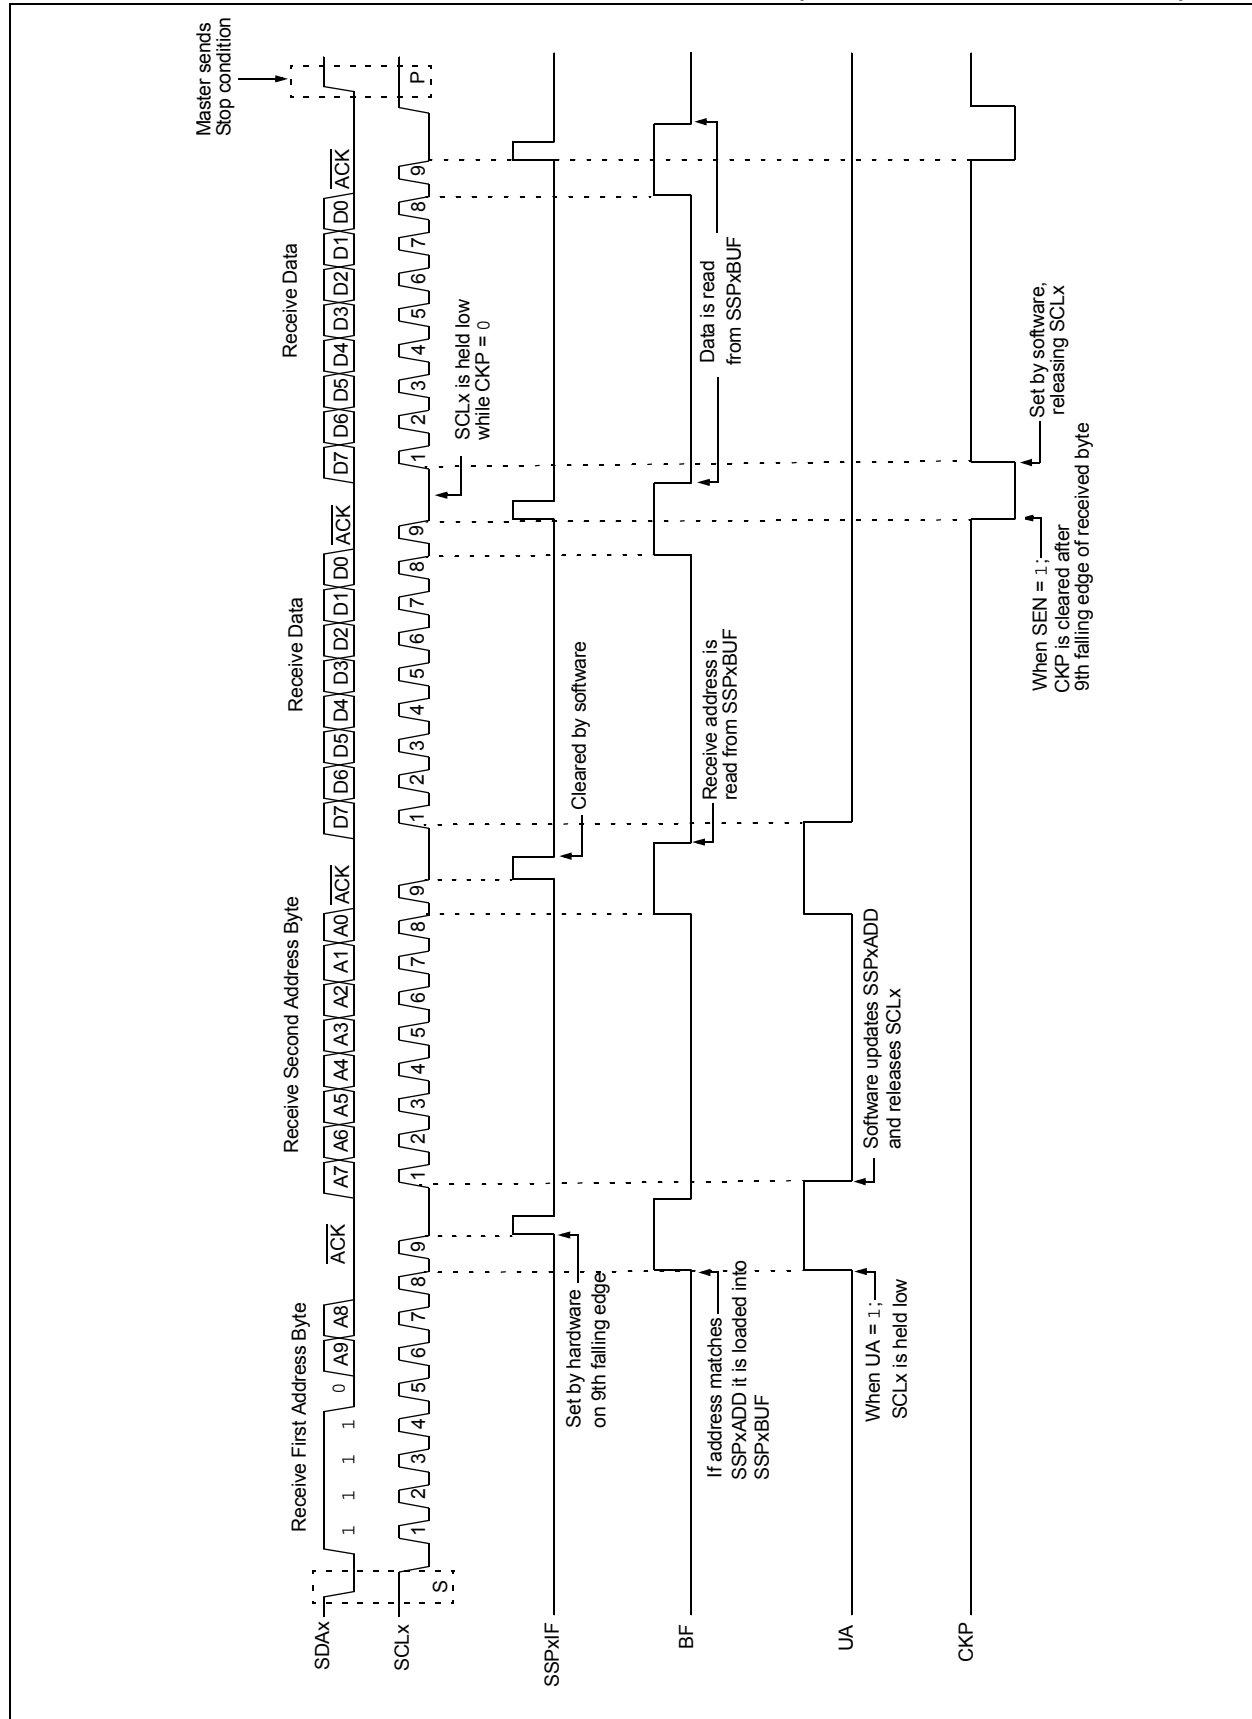 Master sends
Stop condition
Receive First Address Byte
Receive Second Address Byte
Receive Data
Receive Data
SDAx
1 1 1 1 0 A9 A8 ACK A7 A6 A5 A4 A3 A2 A1 A0 ACK D7 D6 D5 D4 D3 D2 D1 D0 ACK D7 D6 D5 D4 D3 D2 D1 D0 ACK
SCLx
S 1 2 3 4 5 6 7 8 9 1 2 3 4 5 6 7 8 9 1 2 3 4 5 6 7 8 9 1 2 3 4 5 6 7 8 9 P
SCLx is held low
while CKP = 0
SSPxIF
Set by hardware
on 9th falling edge
Cleared by software
BF
If address matches
SSPxADD it is loaded into
SSPxBUF
Receive address is
read from SSPxBUF
Data is read
from SSPxBUF
UA
When UA = 1;
SCLx is held low
Software updates SSPxADD
and releases SCLx
CKP
When SEN = 1;
CKP is cleared after
9th falling edge of received byte
Set by software,
releasing SCLx